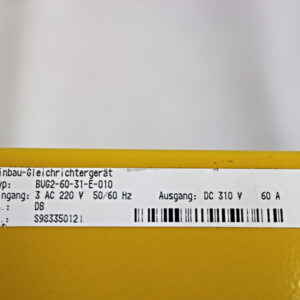 inbau-Gleichrichtergerät
yp: BUG2-60-31-E-010
ngang: 3 AC 220 V 50/60 Hz Ausgang: DC 310 V 60 A
.: DB
.: S98335012